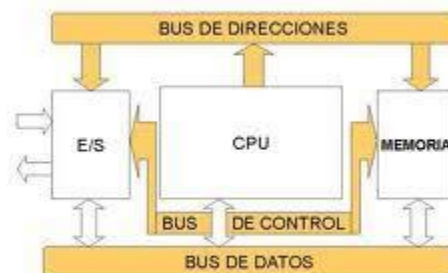 BUS DE DIRECCIONES
E/S
CPU
MEMORIA
BUS DE CONTROL
BUS DE DATOS